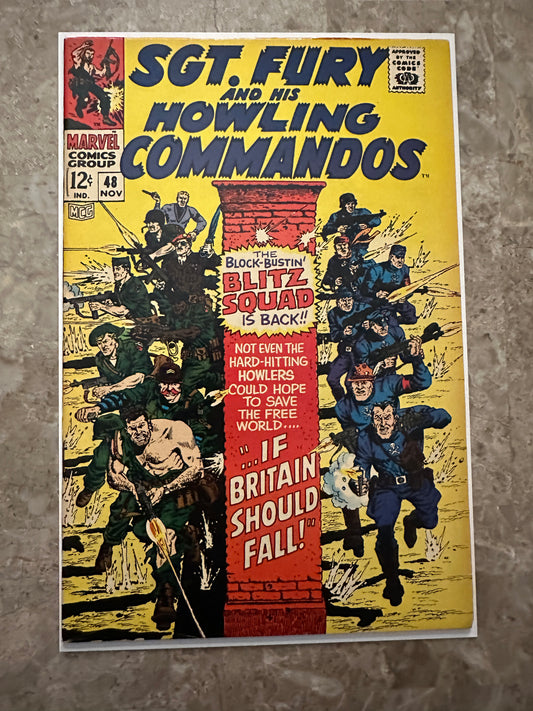 SGT. FURY
AND HIS
HOWLING
COMMANDOS
TM
APPROVED
BY THE
COMICS
CODE
AUTHORITY
MARVEL
COMICS
GROUP
12¢
IND.
48
NOV
MCG
THE
BLOCK-BUSTIN'
BLITZ
SQUAD
IS BACK!!
NOT EVEN THE
HARD-HITTING
HOWLERS
COULD HOPE
TO SAVE
THE FREE
WORLD....
"...IF
BRITAIN
SHOULD
FALL!"